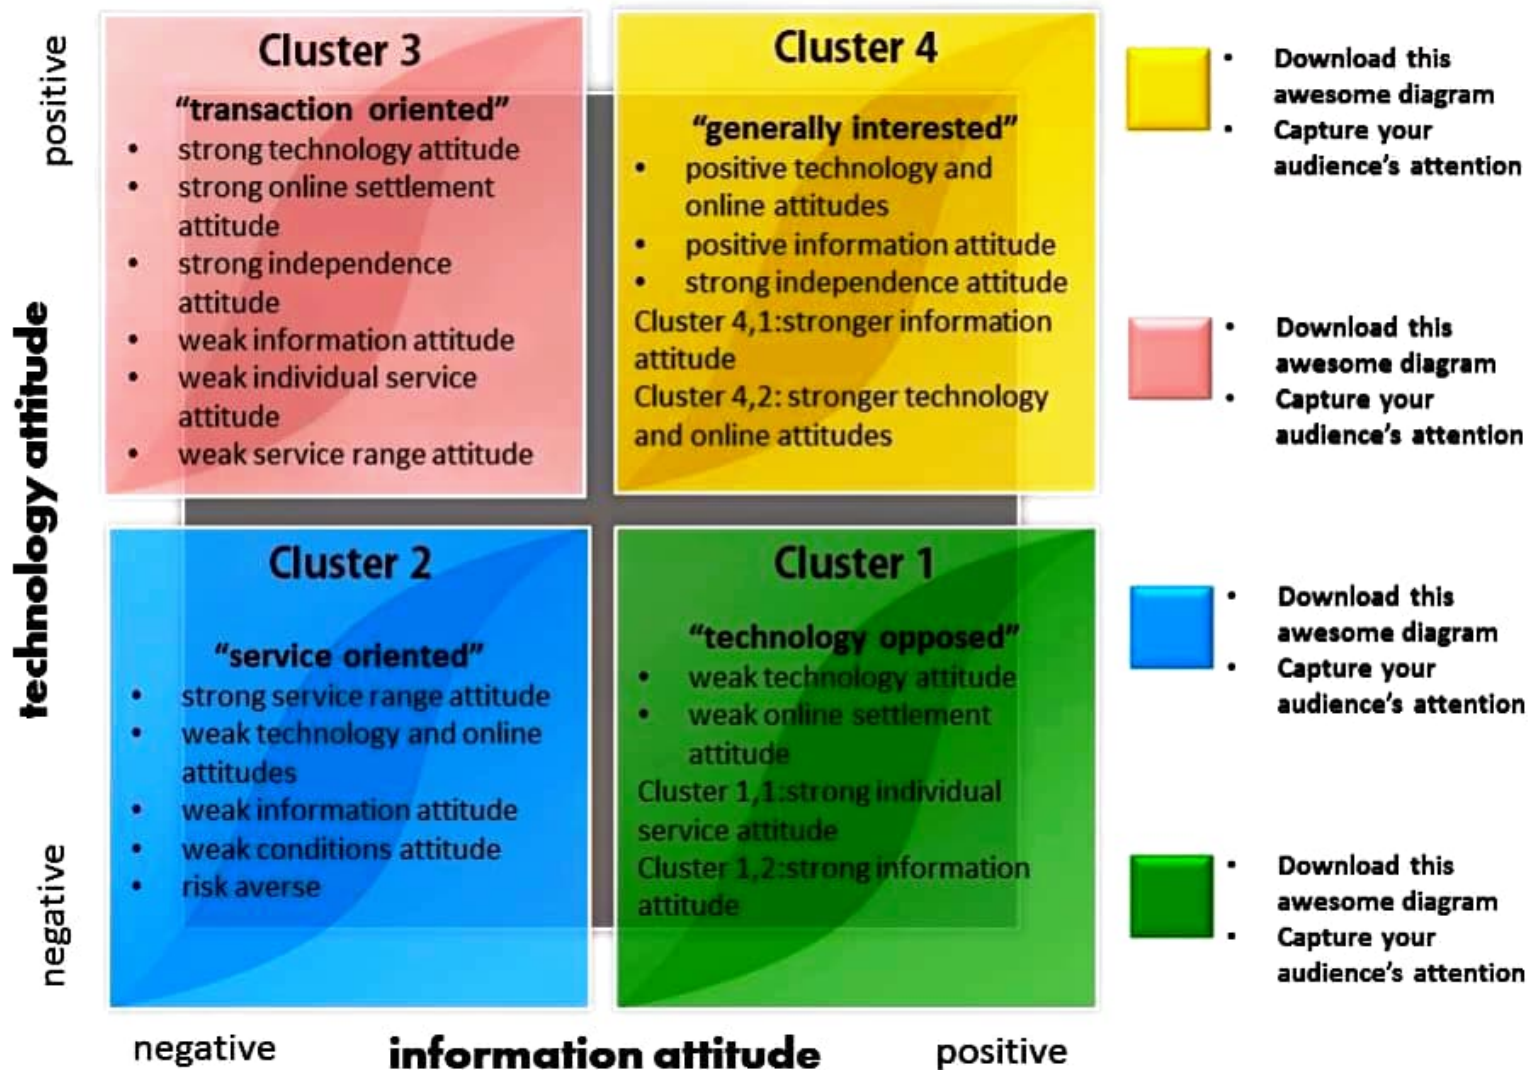 positive
technology attitude
negative
Cluster 3
“transaction oriented”
• strong technology attitude
• strong online settlement
attitude
• strong independence
attitude
• weak information attitude
• weak individual service
attitude
• weak service range attitude
Cluster 4
“generally interested”
• positive technology and
online attitudes
• positive information attitude
• strong independence attitude
Cluster 4,1:stronger information
attitude
Cluster 4,2: stronger technology
and online attitudes
Cluster 2
“service oriented”
• strong service range attitude
• weak technology and online
attitudes
• weak information attitude
• weak conditions attitude
• risk averse
Cluster 1
“technology opposed”
• weak technology attitude
• weak online settlement
attitude
Cluster 1,1:strong individual
service attitude
Cluster 1,2:strong information
attitude
negative
information attitude
positive
• Download this
awesome diagram
• Capture your
audience’s attention
• Download this
awesome diagram
• Capture your
audience’s attention
• Download this
awesome diagram
• Capture your
audience’s attention
• Download this
awesome diagram
• Capture your
audience’s attention